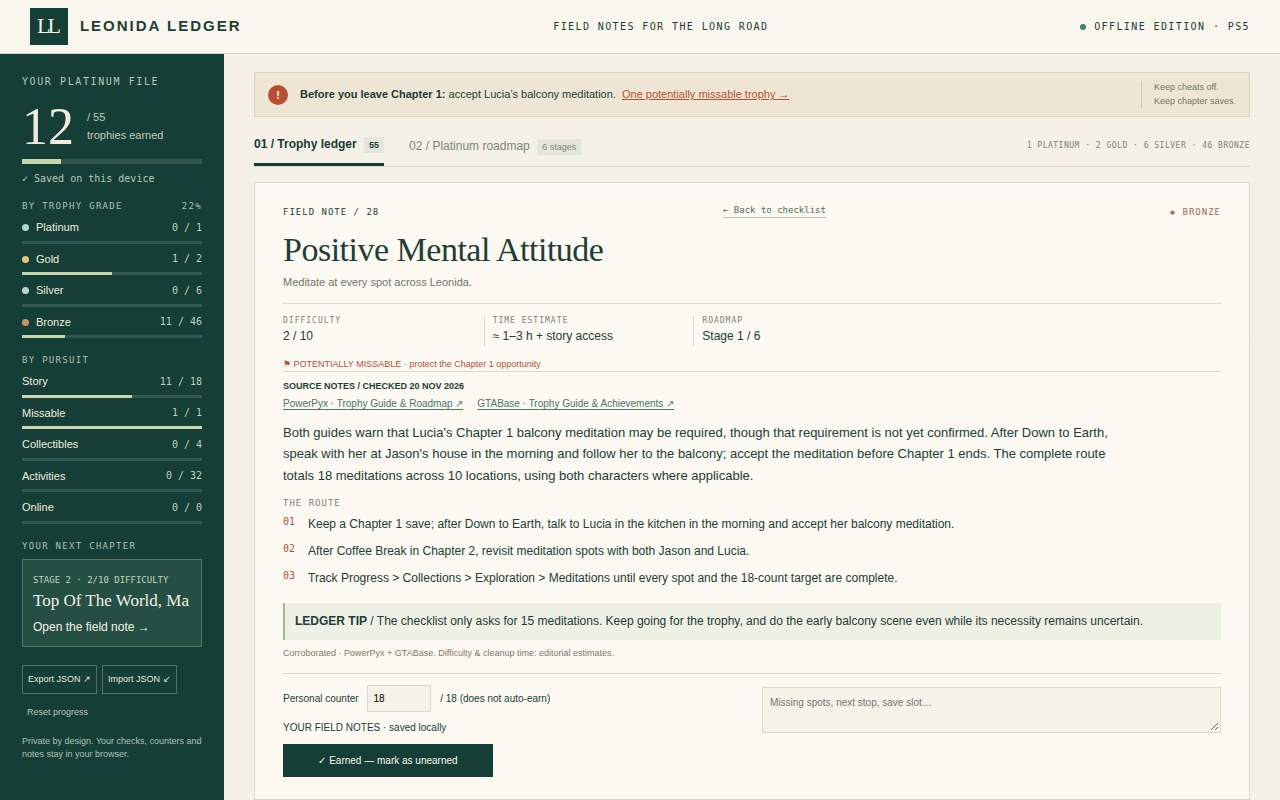 LL LEONIDA LEDGER
FIELD NOTES FOR THE LONG ROAD
OFFLINE EDITION · PS5
YOUR PLATINUM FILE
12 / 55
trophies earned
✓ Saved on this device
BY TROPHY GRADE 22%
Platinum 0 / 1
Gold 1 / 2
Silver 0 / 6
Bronze 11 / 46
BY PURSUIT
Story 11 / 18
Missable 1 / 1
Collectibles 0 / 4
Activities 0 / 32
Online 0 / 0
YOUR NEXT CHAPTER
STAGE 2 · 2/10 DIFFICULTY
Top Of The World, Ma
Open the field note →
Export JSON ↗ Import JSON ↙
Reset progress
Private by design. Your checks, counters and
notes stay in your browser.
! Before you leave Chapter 1: accept Lucia's balcony meditation. One potentially missable trophy →
Keep cheats off.
Keep chapter saves.
01 / Trophy ledger 55
02 / Platinum roadmap 6 stages
1 PLATINUM · 2 GOLD · 6 SILVER · 46 BRONZE
FIELD NOTE / 28
← Back to checklist
◆ BRONZE
Positive Mental Attitude
Meditate at every spot across Leonida.
DIFFICULTY
2 / 10
TIME ESTIMATE
≈ 1–3 h + story access
ROADMAP
Stage 1 / 6
⚑ POTENTIALLY MISSABLE · protect the Chapter 1 opportunity
SOURCE NOTES / CHECKED 20 NOV 2026
PowerPyx · Trophy Guide & Roadmap ↗ GTABase · Trophy Guide & Achievements ↗
Both guides warn that Lucia's Chapter 1 balcony meditation may be required, though that requirement is not yet confirmed. After Down to Earth,
speak with her at Jason's house in the morning and follow her to the balcony; accept the meditation before Chapter 1 ends. The complete route
totals 18 meditations across 10 locations, using both characters where applicable.
THE ROUTE
01 Keep a Chapter 1 save; after Down to Earth, talk to Lucia in the kitchen in the morning and accept her balcony meditation.
02 After Coffee Break in Chapter 2, revisit meditation spots with both Jason and Lucia.
03 Track Progress > Collections > Exploration > Meditations until every spot and the 18-count target are complete.
LEDGER TIP / The checklist only asks for 15 meditations. Keep going for the trophy, and do the early balcony scene even while its necessity remains uncertain.
Corroborated · PowerPyx + GTABase. Difficulty & cleanup time: editorial estimates.
Personal counter 18 / 18 (does not auto-earn)
YOUR FIELD NOTES · saved locally
Missing spots, next stop, save slot…
✓ Earned — mark as unearned